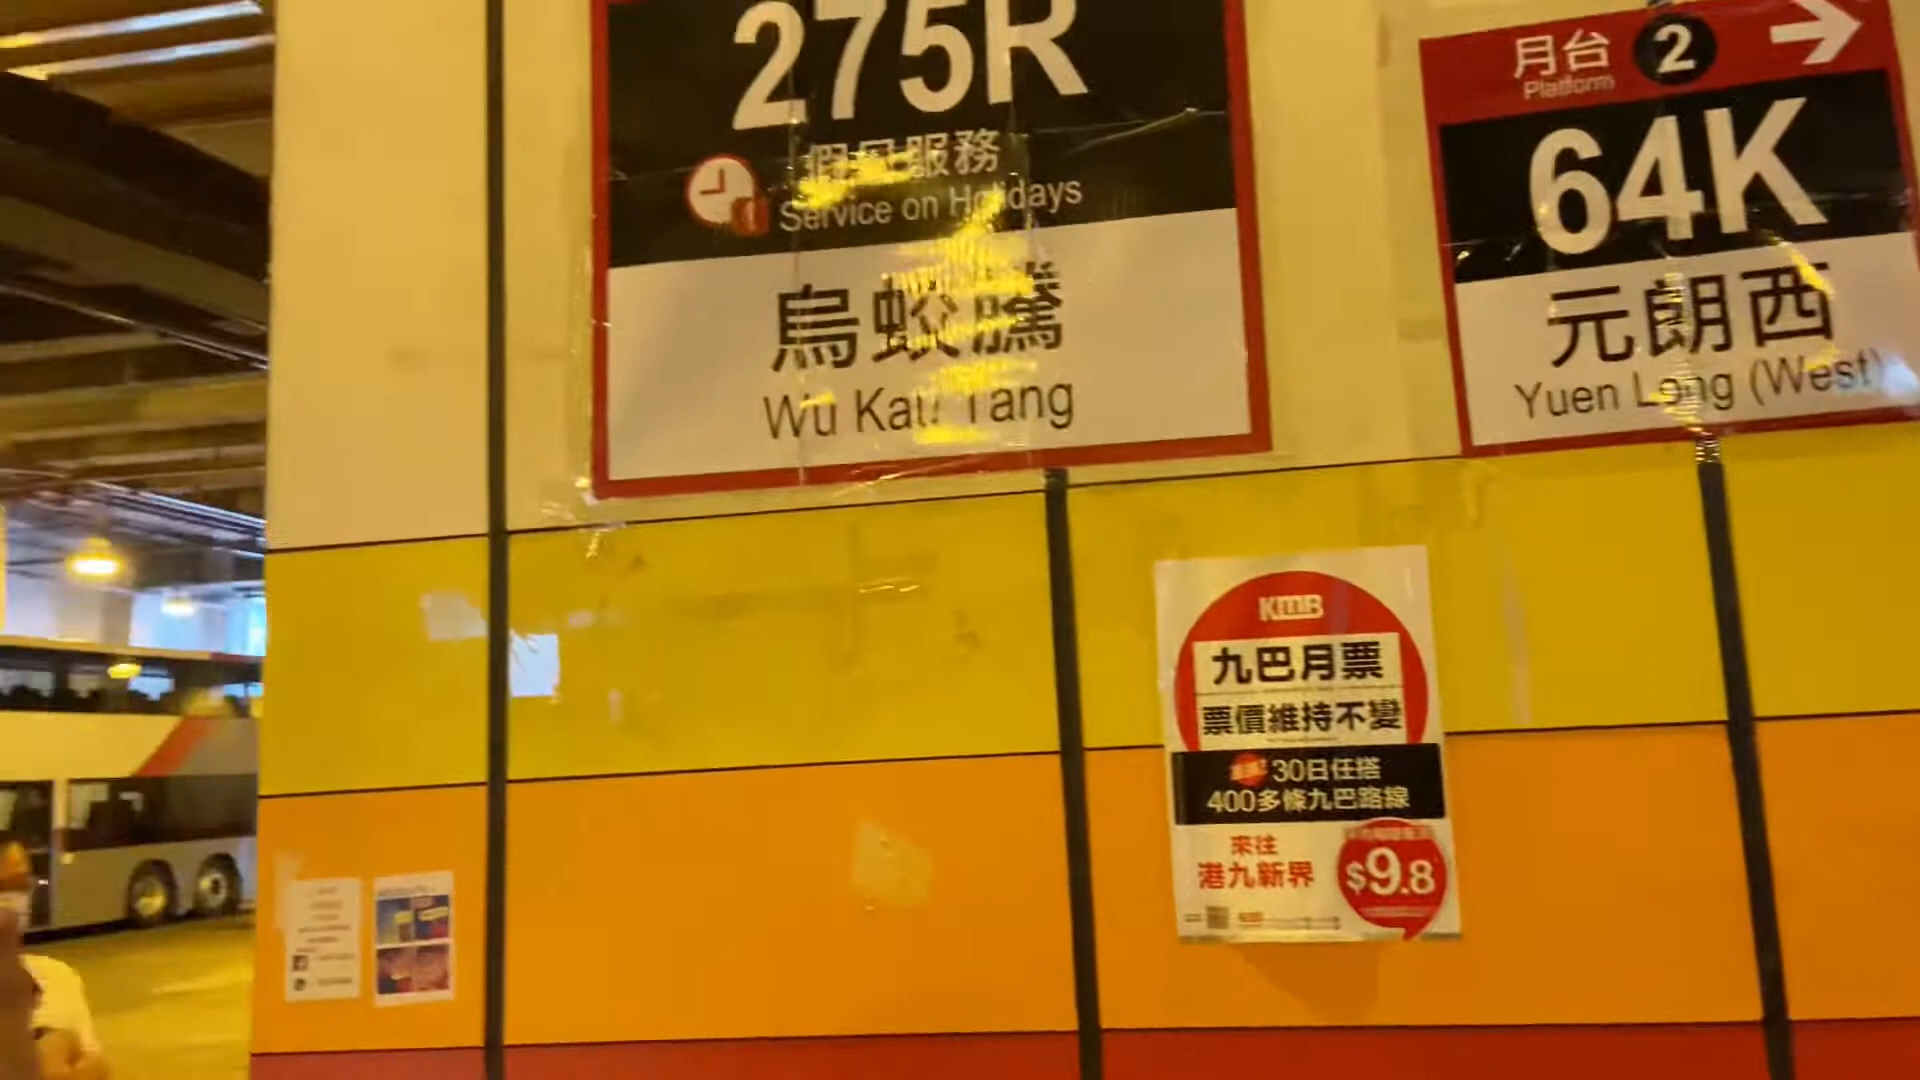 275R
假日服務
Service on Holidays
烏蛟騰
Wu Kau Tang
月台 2
Platform
64K
元朗西
Yuen Long (West)
KMB
九巴月票
票價維持不變
30日任搭
400多條九巴路線
來往
港九新界
$9.8